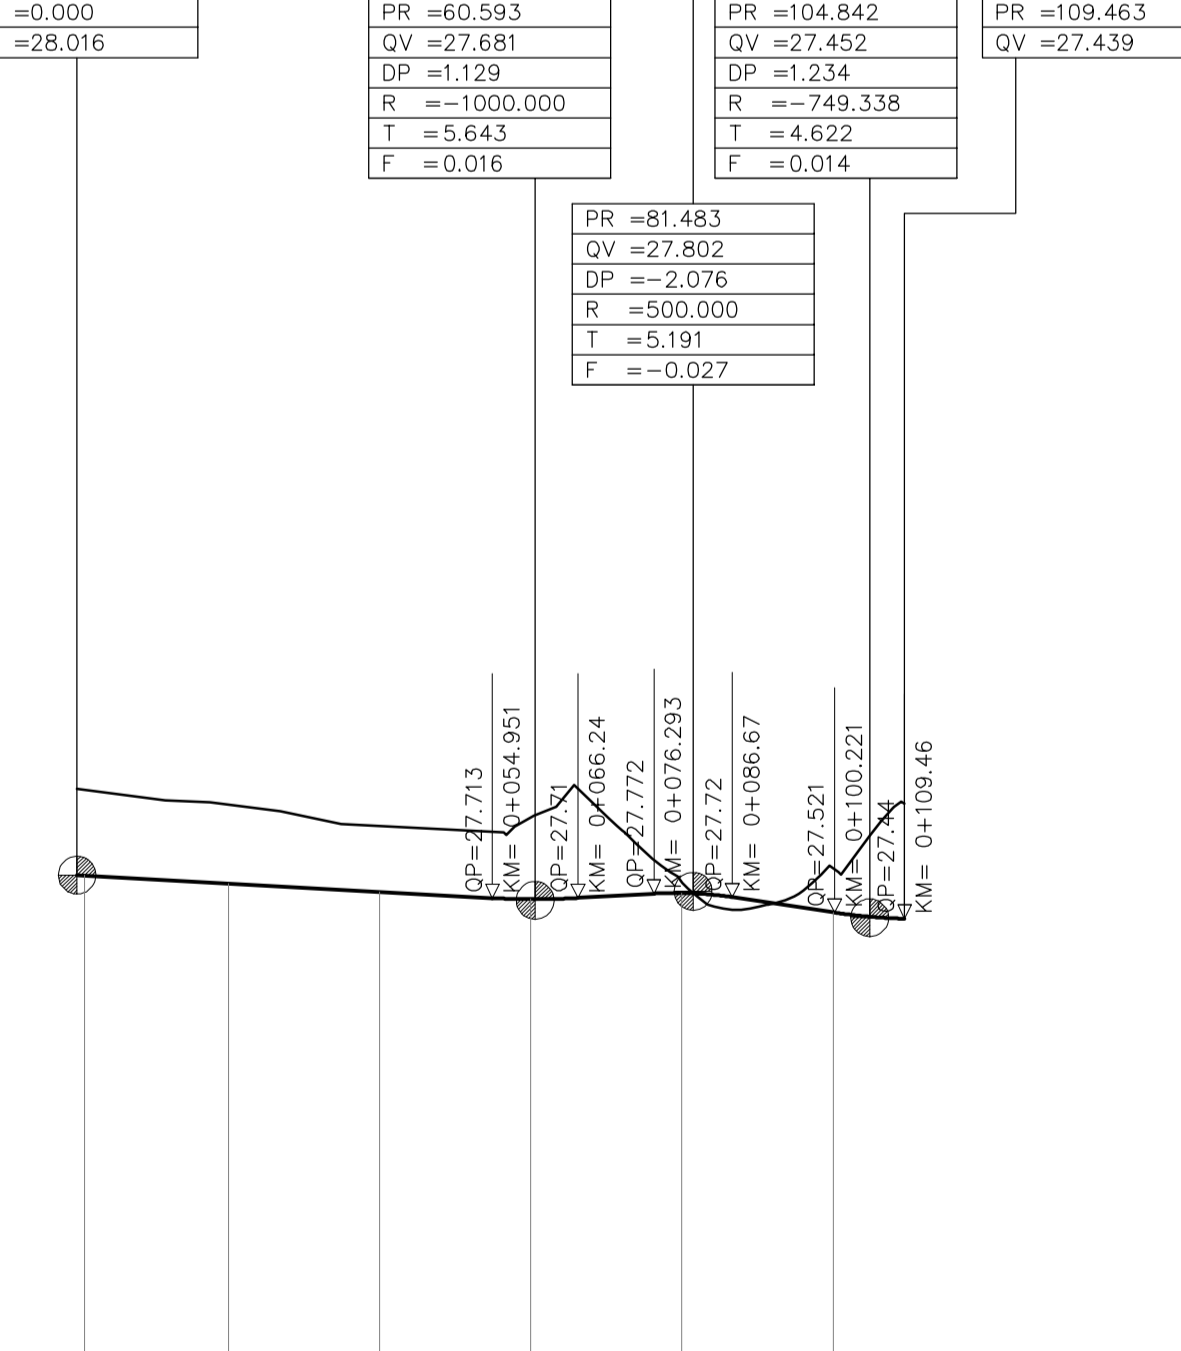 =0.000
=28.016
PR =60.593
QV =27.681
DP =1.129
R =-1000.000
T =5.643
F =0.016
PR =104.842
QV =27.452
DP =1.234
R =-749.338
T =4.622
F =0.014
PR =109.463
QV =27.439
PR =81.483
QV =27.802
DP =-2.076
R =500.000
T =5.191
F =-0.027
QP=27.713
KM= 0+054.951
QP=27.71
KM= 0+066.24
QP=27.772
KM= 0+076.293
QP=27.72
KM= 0+086.67
QP=27.521
KM= 0+100.221
QP=27.44
KM= 0+109.46